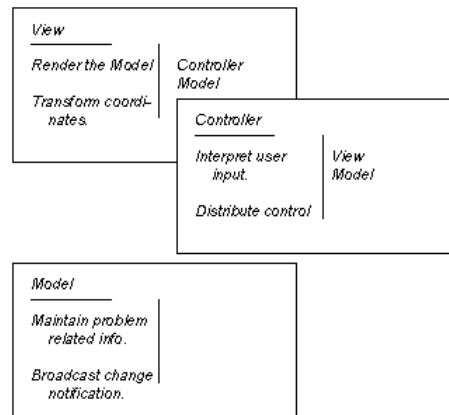 View
Render the Model
Transform coordi-
nates.
Controller
Model
Controller
Interpret user
input.
Distribute control
View
Model
Model
Maintain problem
related info.
Broadcast change
notification.